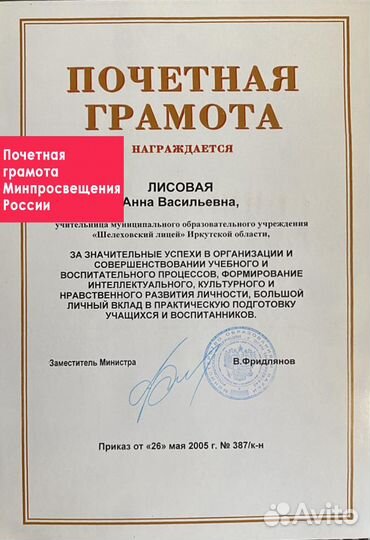 ПОЧЕТНАЯ
ГРАМОТА
НАГРАЖДАЕТСЯ
Почетная
грамота
Минпросвещения
России
ЛИСОВАЯ
Анна Васильевна,
учительница муниципального образовательного учреждения
«Шелеховский лицей» Иркутской области,
ЗА ЗНАЧИТЕЛЬНЫЕ УСПЕХИ В ОРГАНИЗАЦИИ И
СОВЕРШЕНСТВОВАНИИ УЧЕБНОГО И
ВОСПИТАТЕЛЬНОГО ПРОЦЕССОВ, ФОРМИРОВАНИЕ
ИНТЕЛЛЕКТУАЛЬНОГО, КУЛЬТУРНОГО И
НРАВСТВЕННОГО РАЗВИТИЯ ЛИЧНОСТИ, БОЛЬШОЙ
ЛИЧНЫЙ ВКЛАД В ПРАКТИЧЕСКУЮ ПОДГОТОВКУ
УЧАЩИХСЯ И ВОСПИТАННИКОВ.
Заместитель Министра В.Фридлянов
Приказ от «26» мая 2005 г. № 387/к-н
Avito